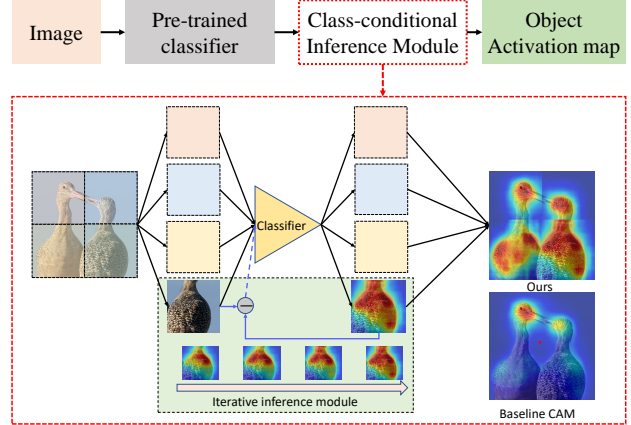 Image
Pre-trained
classifier
Class-conditional
Inference Module
Object
Activation map
Classifier
Iterative inference module
Ours
Baseline CAM